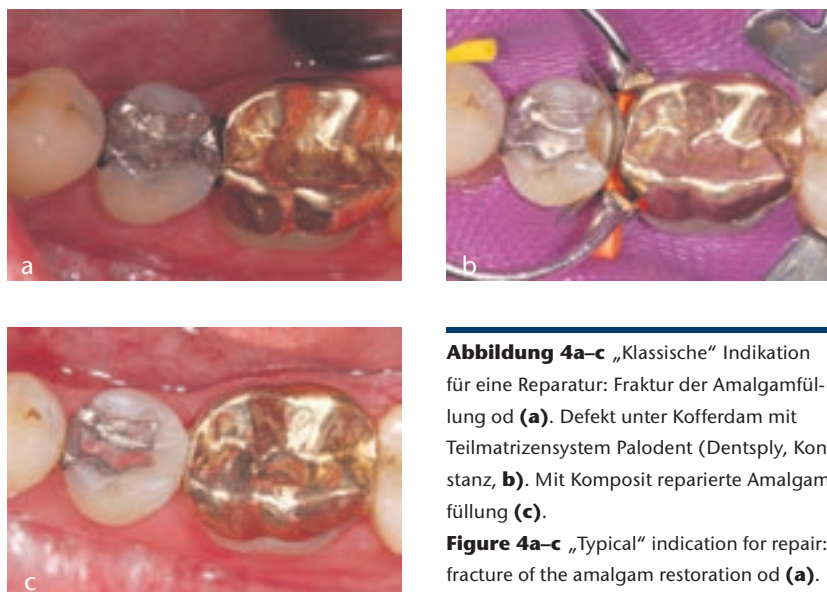 a
b
c
Abbildung 4a–c „Klassische“ Indikation
für eine Reparatur: Fraktur der Amalgamfül-
lung od (a). Defekt unter Kofferdam mit
Teilmatrizensystem Palodent (Dentsply, Kon
stanz, b). Mit Komposit reparierte Amalgam
füllung (c).
Figure 4a–c „Typical“ indication for repair:
fracture of the amalgam restoration od (a).